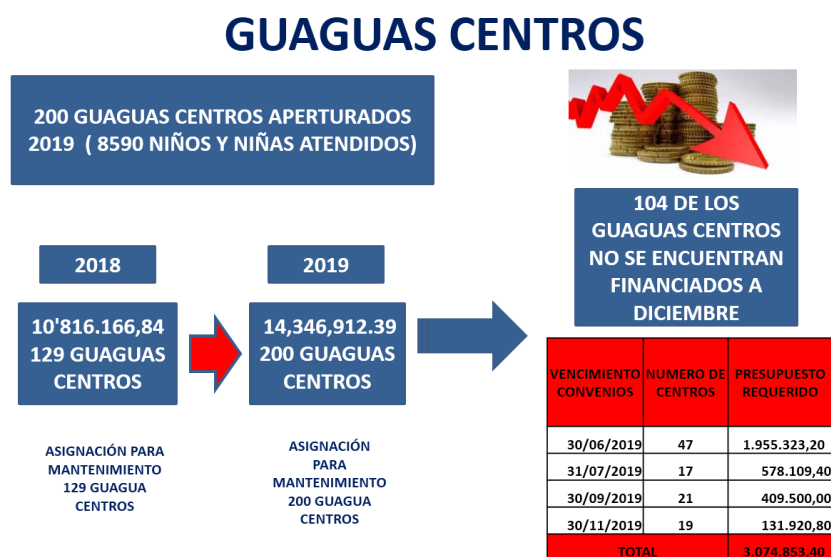 GUAGUAS CENTROS
200 GUAGUAS CENTROS APERTURADOS
2019 ( 8590 NIÑOS Y NIÑAS ATENDIDOS)
104 DE LOS
GUAGUAS CENTROS
NO SE ENCUENTRAN
FINANCIADOS A
DICIEMBRE
2018
2019
10'816.166,84
129 GUAGUAS
CENTROS
14,346,912.39
200 GUAGUAS
CENTROS
ASIGNACIÓN PARA
MANTENIMIENTO
129 GUAGUA
CENTROS
ASIGNACIÓN
PARA
MANTENIMIENTO
200 GUAGUA
CENTROS
VENCIMIENTO CONVENIOS NUMERO DE CENTROS PRESUPUESTO REQUERIDO
30/06/2019 47 1.955.323,20
31/07/2019 17 578.109,40
30/09/2019 21 409.500,00
30/11/2019 19 131.920,80
TOTAL 3.074.853,40